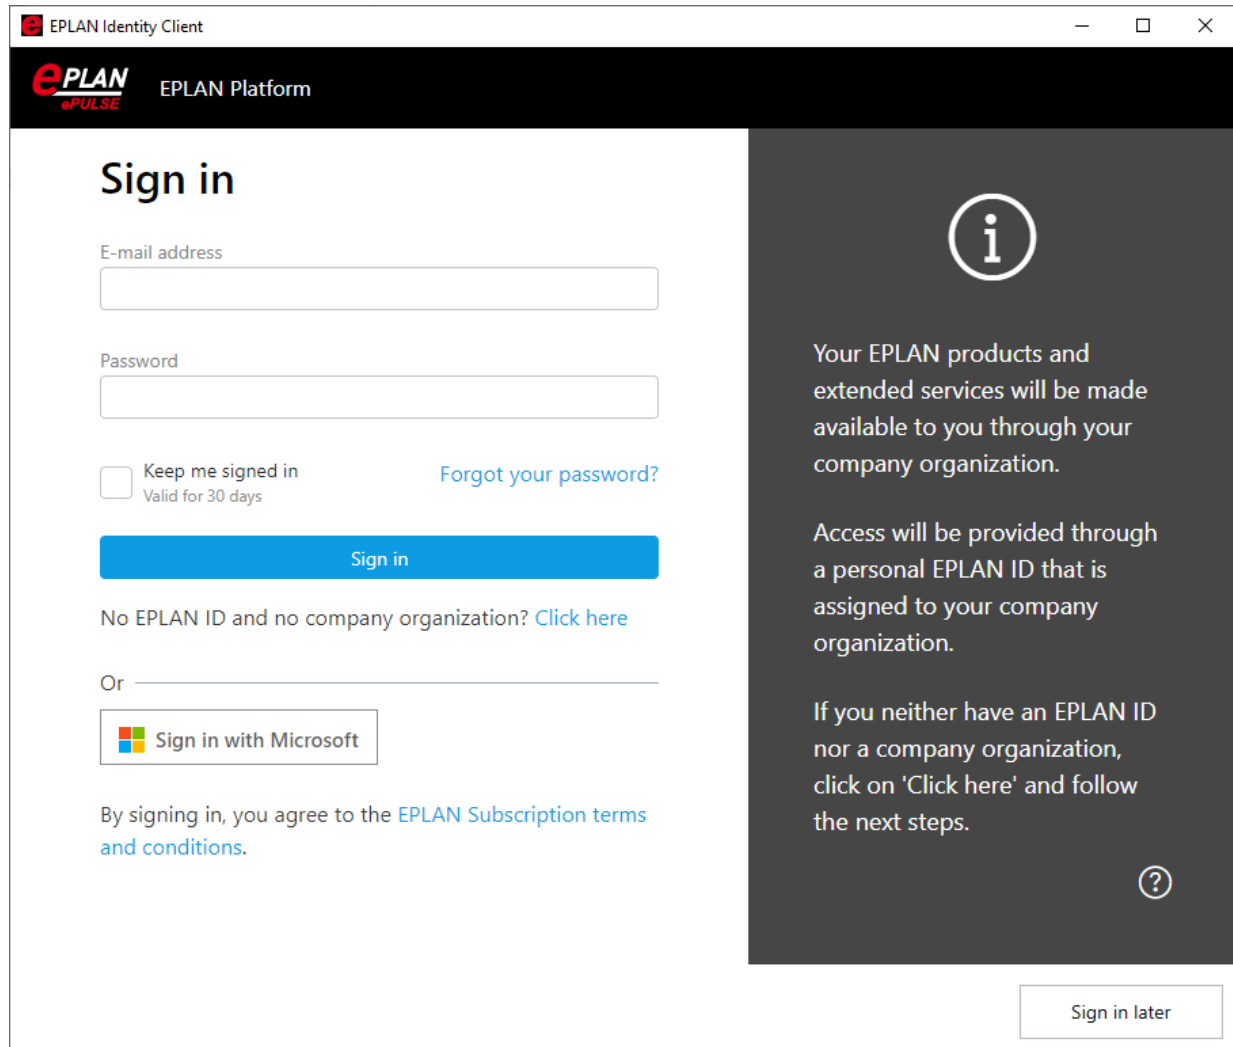 EPLAN Identity Client
ePLAN
ePULSE
EPLAN Platform
Sign in
E-mail address
Password
Keep me signed in
Valid for 30 days
Forgot your password?
Sign in
No EPLAN ID and no company organization? Click here
Or
Sign in with Microsoft
By signing in, you agree to the EPLAN Subscription terms
and conditions.
Your EPLAN products and
extended services will be made
available to you through your
company organization.
Access will be provided through
a personal EPLAN ID that is
assigned to your company
organization.
If you neither have an EPLAN ID
nor a company organization,
click on 'Click here' and follow
the next steps.
Sign in later